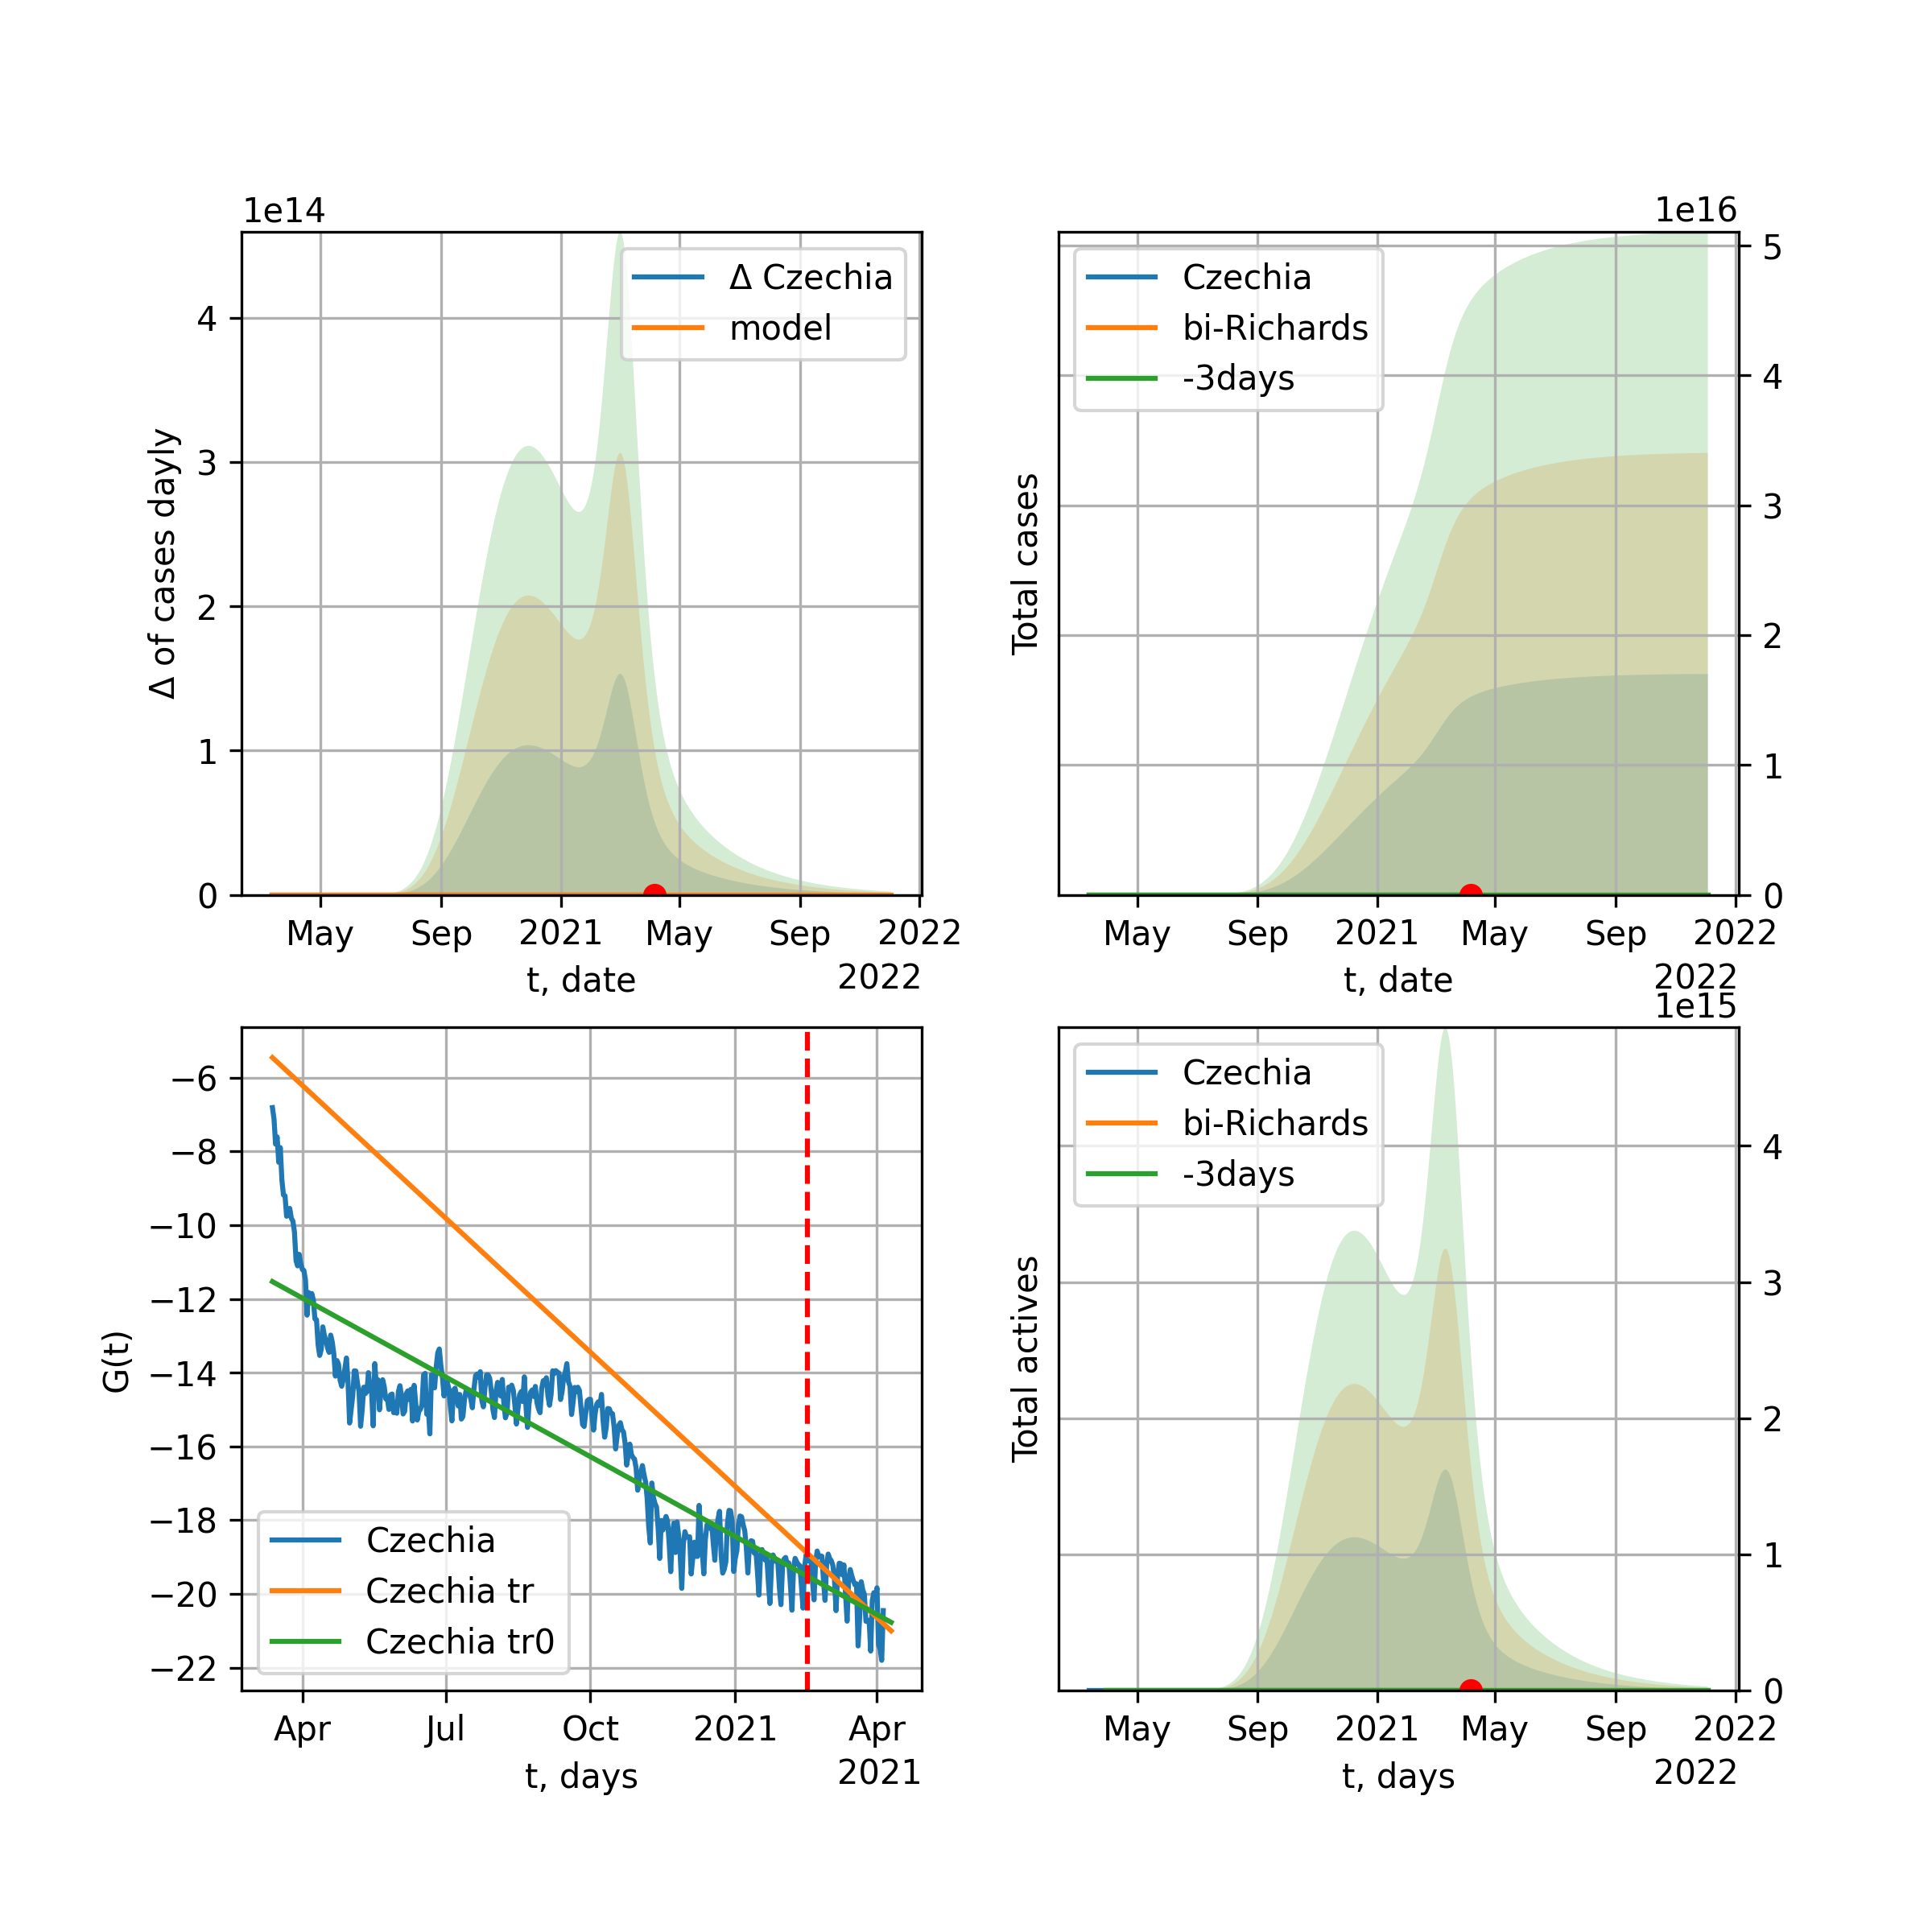 1e14
Δ of cases dayly
4
3
2
1
0
Δ Czechia
model
May
Sep
2021
May
Sep
2022
t, date
2022
1e16
Total cases
5
4
3
2
1
0
Czechia
bi-Richards
-3days
May
Sep
2021
May
Sep
2022
t, date
2022
G(t)
−6
−8
−10
−12
−14
−16
−18
−20
−22
Czechia
Czechia tr
Czechia tr0
Apr
Jul
Oct
2021
Apr
t, days
2021
1e15
Total actives
4
3
2
1
0
Czechia
bi-Richards
-3days
May
Sep
2021
May
Sep
2022
t, days
2022